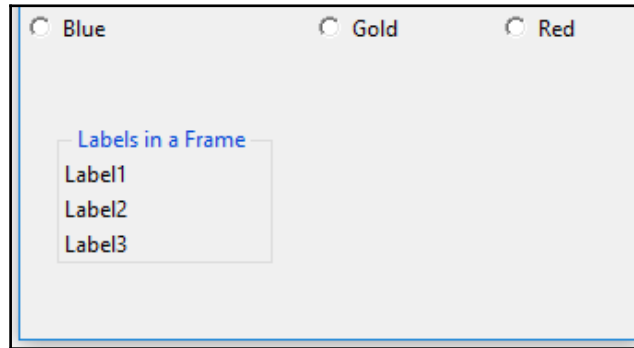 Blue Gold Red
Labels in a Frame
Label1
Label2
Label3